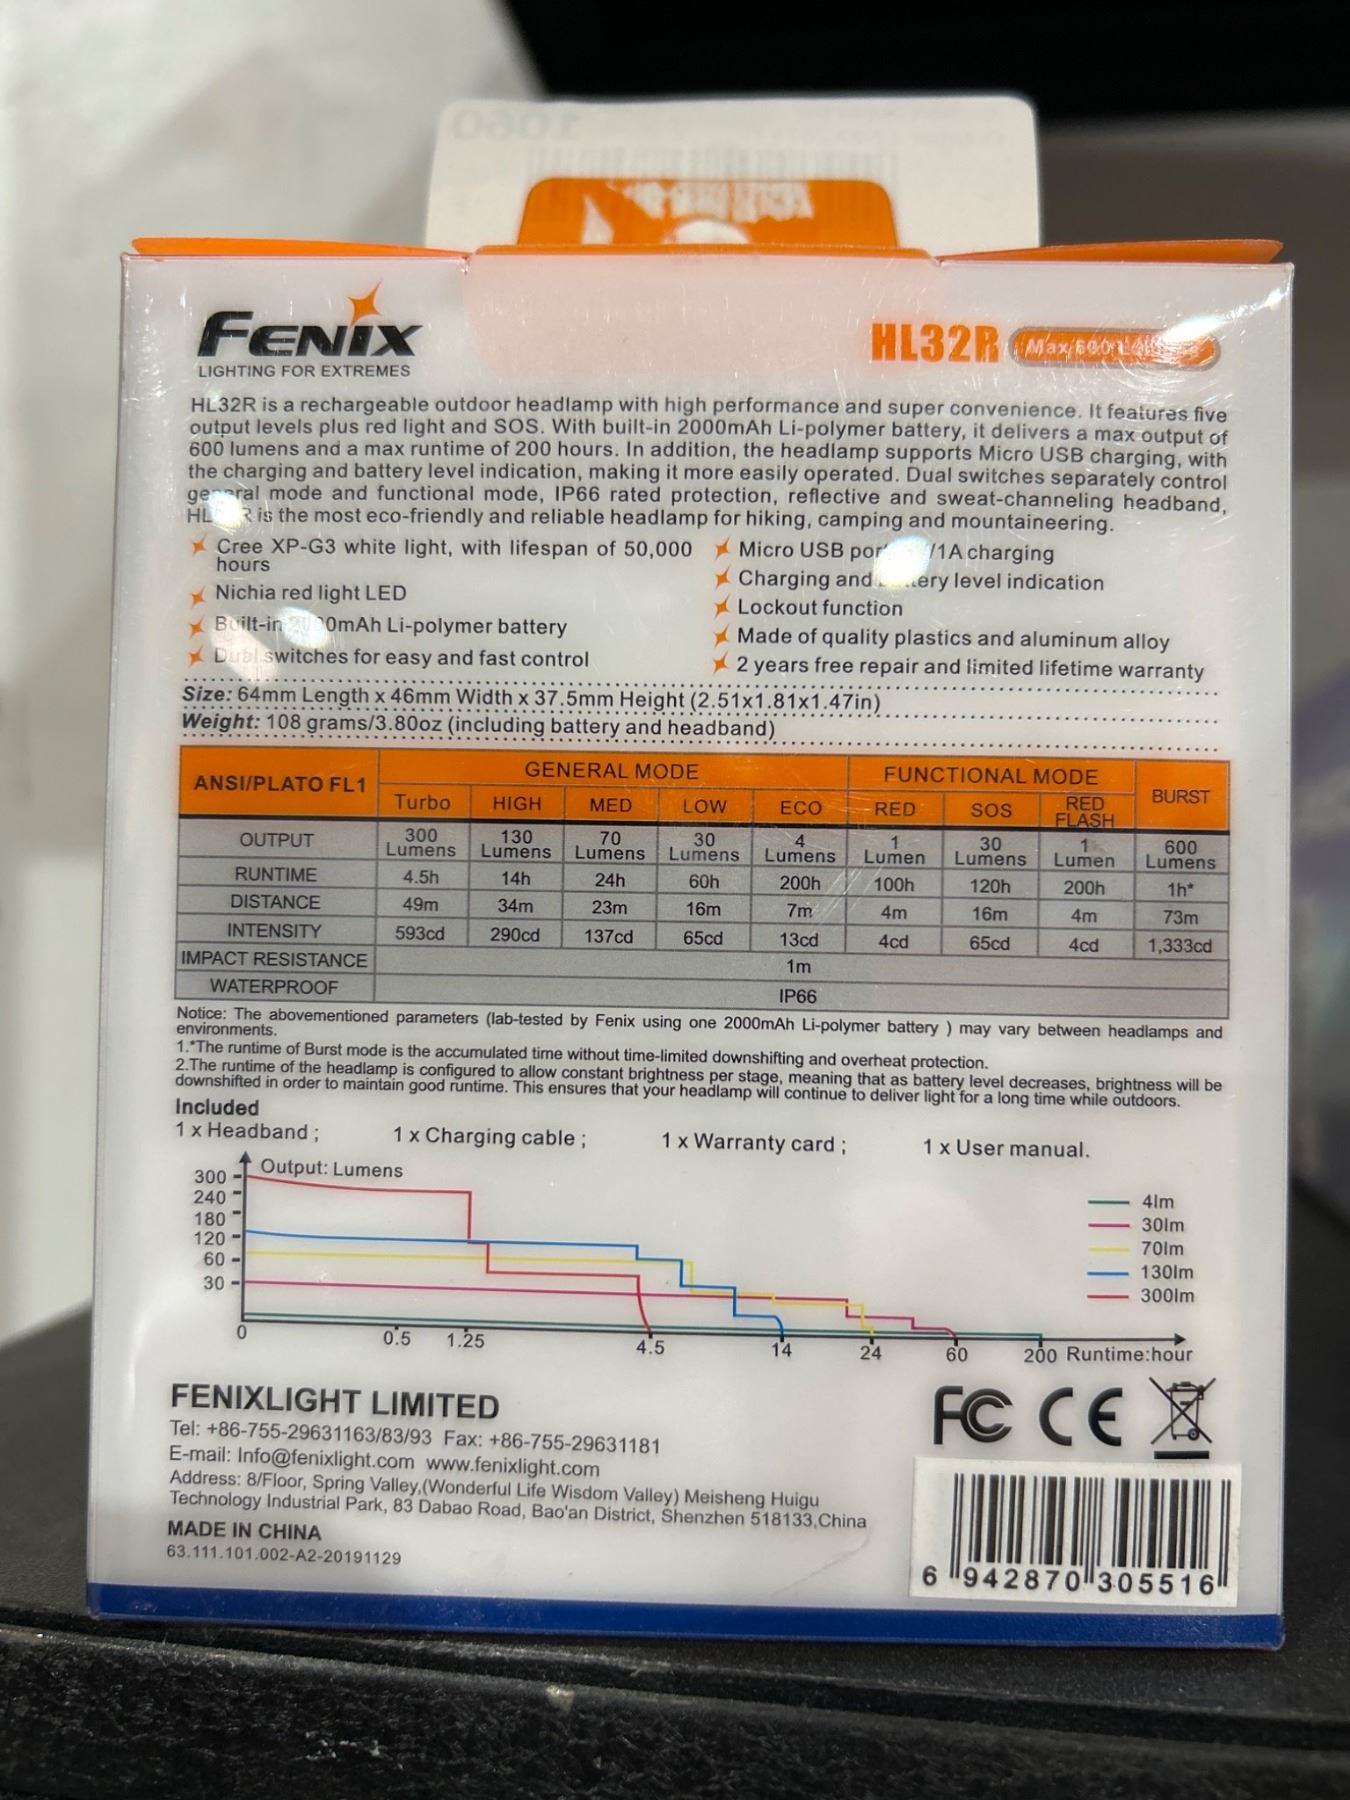 1060
FENIX
LIGHTING FOR EXTREMES
HL32R Max 600
HL32R is a rechargeable outdoor headlamp with high performance and super convenience. It features five
output levels plus red light and SOS. With built-in 2000mAh Li-polymer battery, it delivers a max output of
600 lumens and a max runtime of 200 hours. In addition, the headlamp supports Micro USB charging, with
the charging and battery level indication, making it more easily operated. Dual switches separately control
general mode and functional mode, IP66 rated protection, reflective and sweat-channeling headband,
is the most eco-friendly and reliable headlamp for hiking, camping and mountaineering.
Cree XP-G3 white light, with lifespan of 50,000
hours
Nichia red light LED
Built-in 2000mAh Li-polymer battery
Dual switches for easy and fast control
Micro USB port /1A charging
Charging and battery level indication
Lockout function
Made of quality plastics and aluminum alloy
2 years free repair and limited lifetime warranty
Size: 64mm Length x 46mm Width x 37.5mm Height (2.51x1.81x1.47in)
Weight: 108 grams/3.80oz (including battery and headband)
ANSI/PLATO FL1 GENERAL MODE FUNCTIONAL MODE BURST
Turbo HIGH MED LOW ECO RED SOS RED FLASH
OUTPUT 300 Lumens 130 Lumens 70 Lumens 30 Lumens 4 Lumens 1 Lumen 30 Lumens 1 Lumen 600 Lumens
RUNTIME 4.5h 14h 24h 60h 200h 100h 120h 200h 1h*
DISTANCE 49m 34m 23m 16m 7m 4m 16m 4m 73m
INTENSITY 593cd 290cd 137cd 65cd 13cd 4cd 65cd 4cd 1,333cd
IMPACT RESISTANCE 1m
WATERPROOF IP66
Notice: The abovementioned parameters (lab-tested by Fenix using one 2000mAh Li-polymer battery ) may vary between headlamps and
environments.
1.*The runtime of Burst mode is the accumulated time without time-limited downshifting and overheat protection.
2.The runtime of the headlamp is configured to allow constant brightness per stage, meaning that as battery level decreases, brightness will be
downshifted in order to maintain good runtime. This ensures that your headlamp will continue to deliver light for a long time while outdoors.
Included
1 x Headband ; 1 x Charging cable ; 1 x Warranty card ; 1 x User manual.
Output: Lumens
300
240
180
120
60
30
0 0.5 1.25 4.5 14 24 60 200 Runtime:hour
4lm
30lm
70lm
130lm
300lm
FENIXLIGHT LIMITED
Tel: +86-755-29631163/83/93 Fax: +86-755-29631181
E-mail: Info@fenixlight.com www.fenixlight.com
Address: 8/Floor, Spring Valley,(Wonderful Life Wisdom Valley) Meisheng Huigu
Technology Industrial Park, 83 Dabao Road, Bao'an District, Shenzhen 518133,China
MADE IN CHINA
63.111.101.002-A2-20191129
FC CE
6 942870 305516